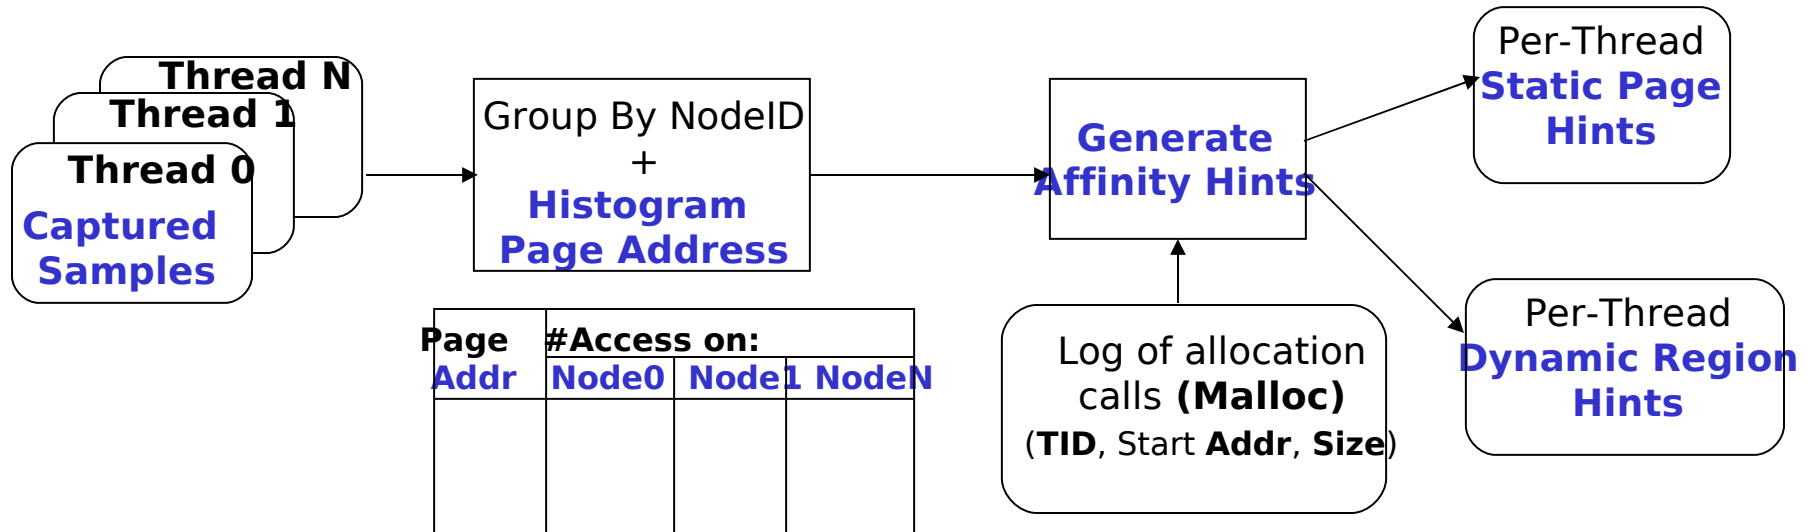 Thread N
Thread 1
Thread 0
Captured
Samples
Group By NodeID
+
Histogram
Page Address
Page #Access on:
Addr Node0 Node1 NodeN
Generate
Affinity Hints
Log of allocation
calls (Malloc)
(TID, Start Addr, Size)
Per-Thread
Static Page
Hints
Per-Thread
Dynamic Region
Hints